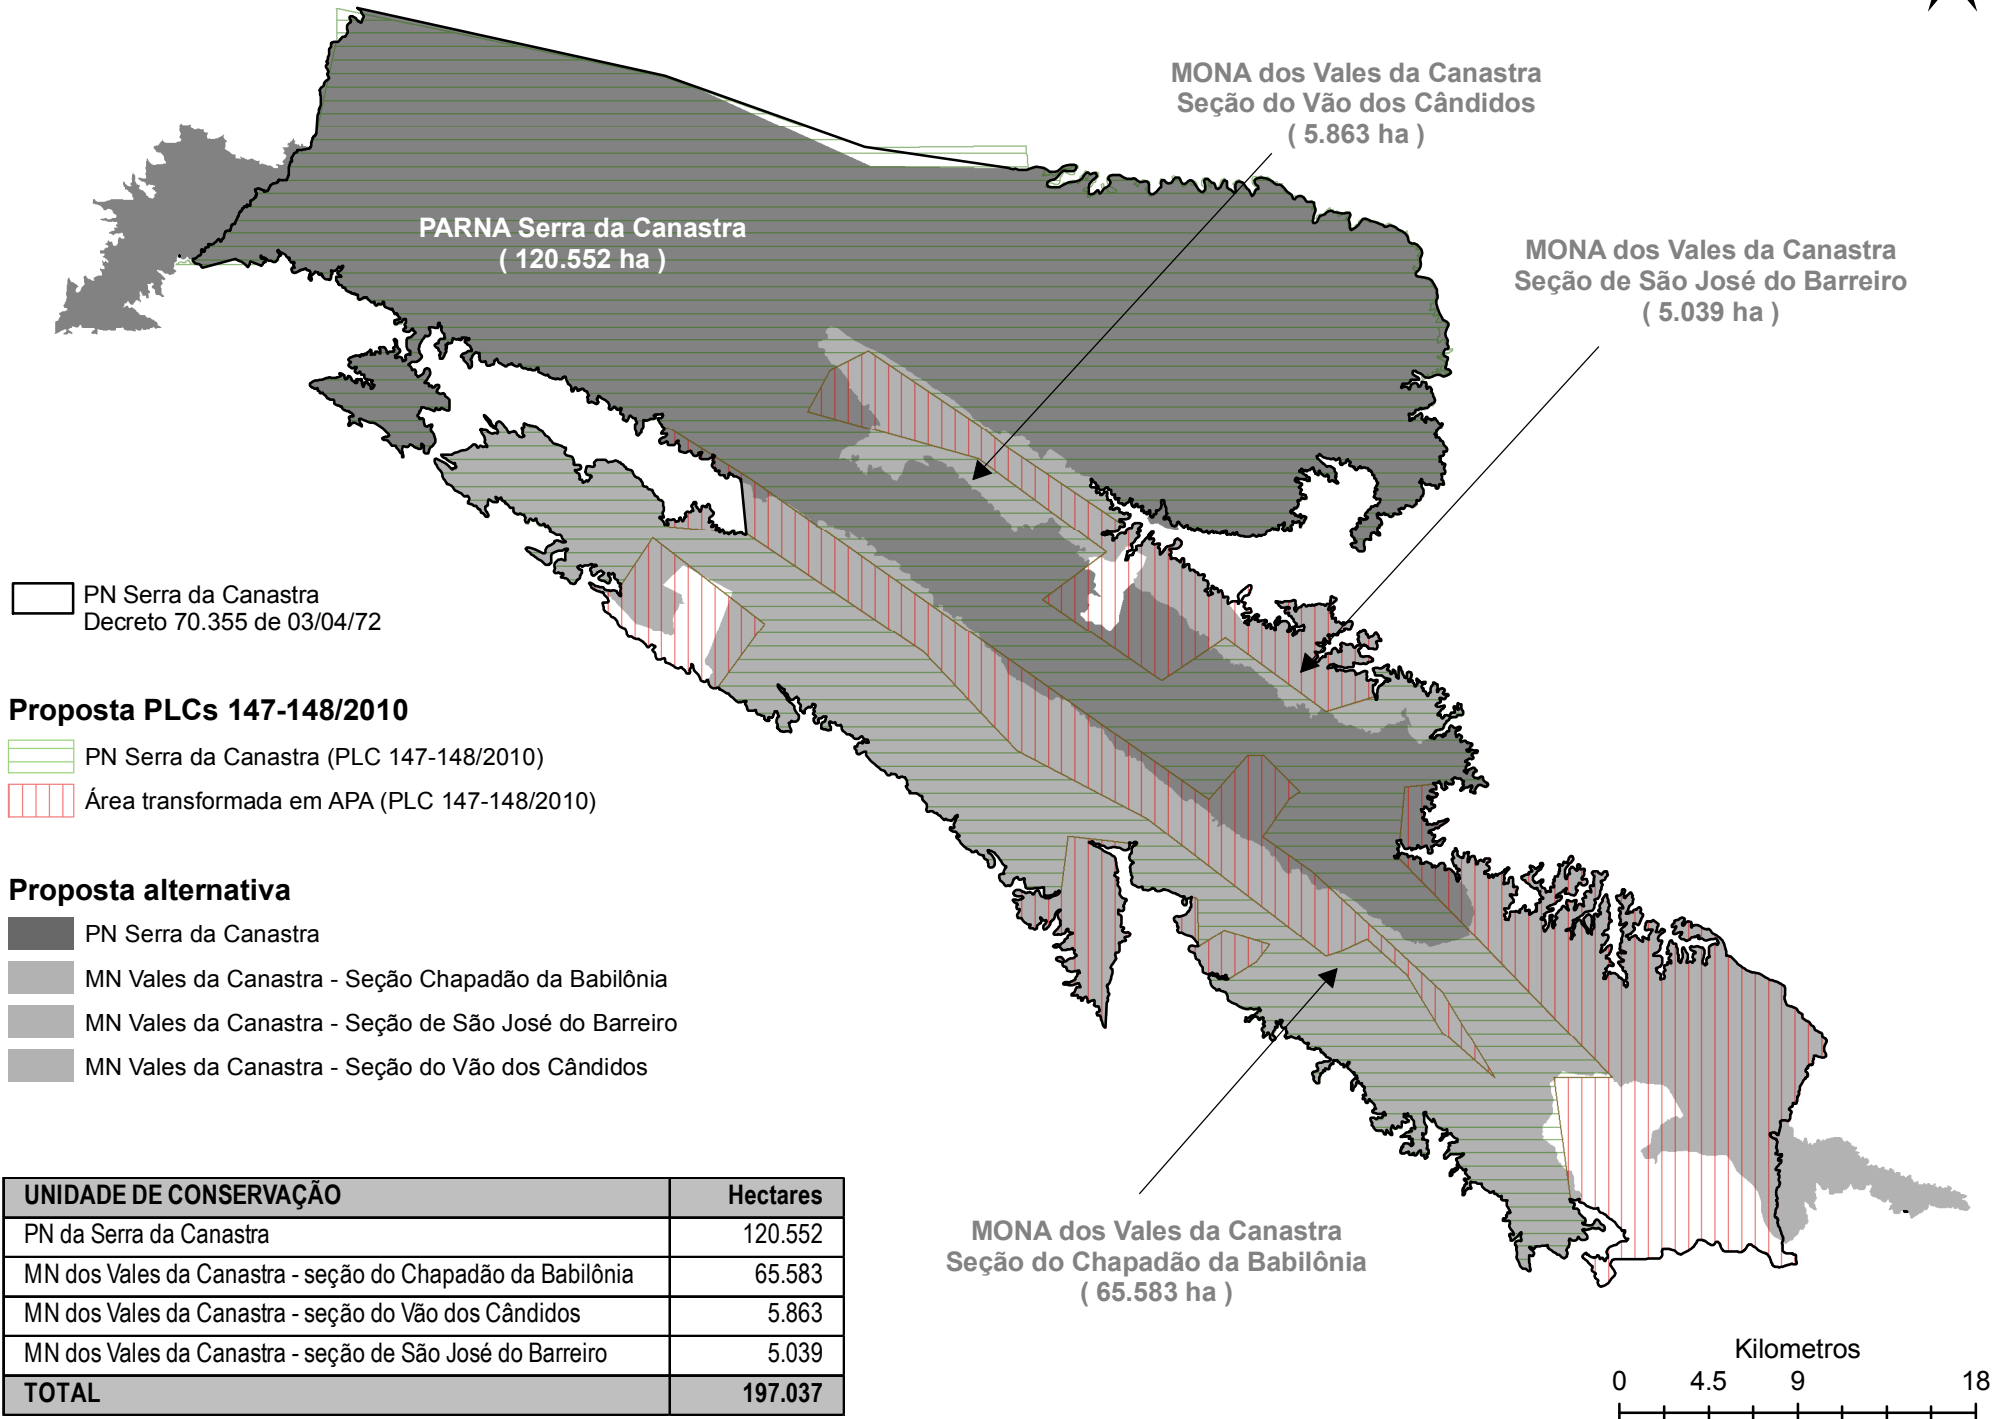 MONA dos Vales da Canastra
Seção do Vão dos Cândidos
( 5.863 ha )
PARNA Serra da Canastra
( 120.552 ha )
MONA dos Vales da Canastra
Seção de São José do Barreiro
( 5.039 ha )
PN Serra da Canastra
Decreto 70.355 de 03/04/72
Proposta PLCs 147-148/2010
PN Serra da Canastra (PLC 147-148/2010)
Área transformada em APA (PLC 147-148/2010)
Proposta alternativa
PN Serra da Canastra
MN Vales da Canastra - Seção Chapadão da Babilônia
MN Vales da Canastra - Seção de São José do Barreiro
MN Vales da Canastra - Seção do Vão dos Cândidos
UNIDADE DE CONSERVAÇÃO Hectares
PN da Serra da Canastra 120.552
MN dos Vales da Canastra - seção do Chapadão da Babilônia 65.583
MN dos Vales da Canastra - seção do Vão dos Cândidos 5.863
MN dos Vales da Canastra - seção de São José do Barreiro 5.039
TOTAL 197.037
MONA dos Vales da Canastra
Seção do Chapadão da Babilônia
( 65.583 ha )
Kilometros
0 4.5 9 18